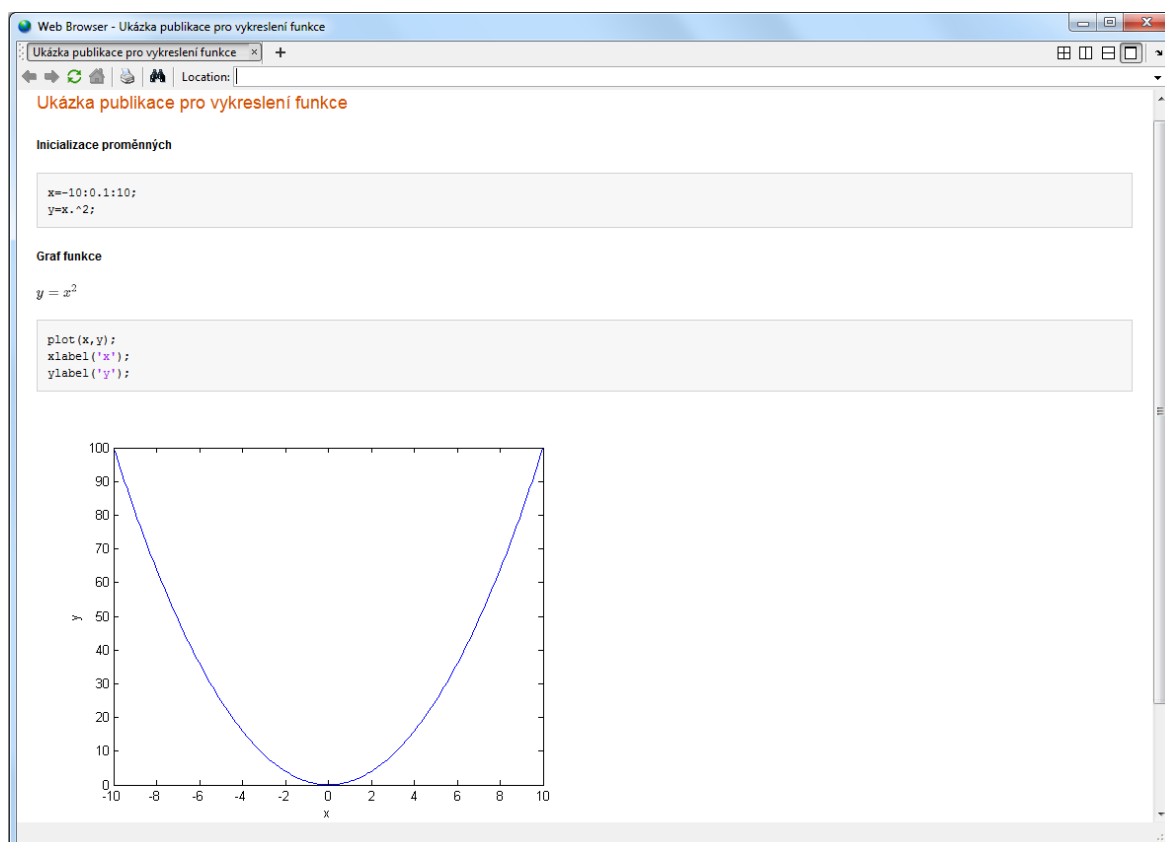 Web Browser - Ukázka publikace pro vykreslení funkce
Ukázka publikace pro vykreslení funkce
Location:
Ukázka publikace pro vykreslení funkce
Inicializace proměnných
x=-10:0.1:10;
y=x.^2;
Graf funkce
y = x²
plot(x,y);
xlabel('x');
ylabel('y');
100
90
80
70
60
y
50
40
30
20
10
0
-10 -8 -6 -4 -2 0 2 4 6 8 10
x